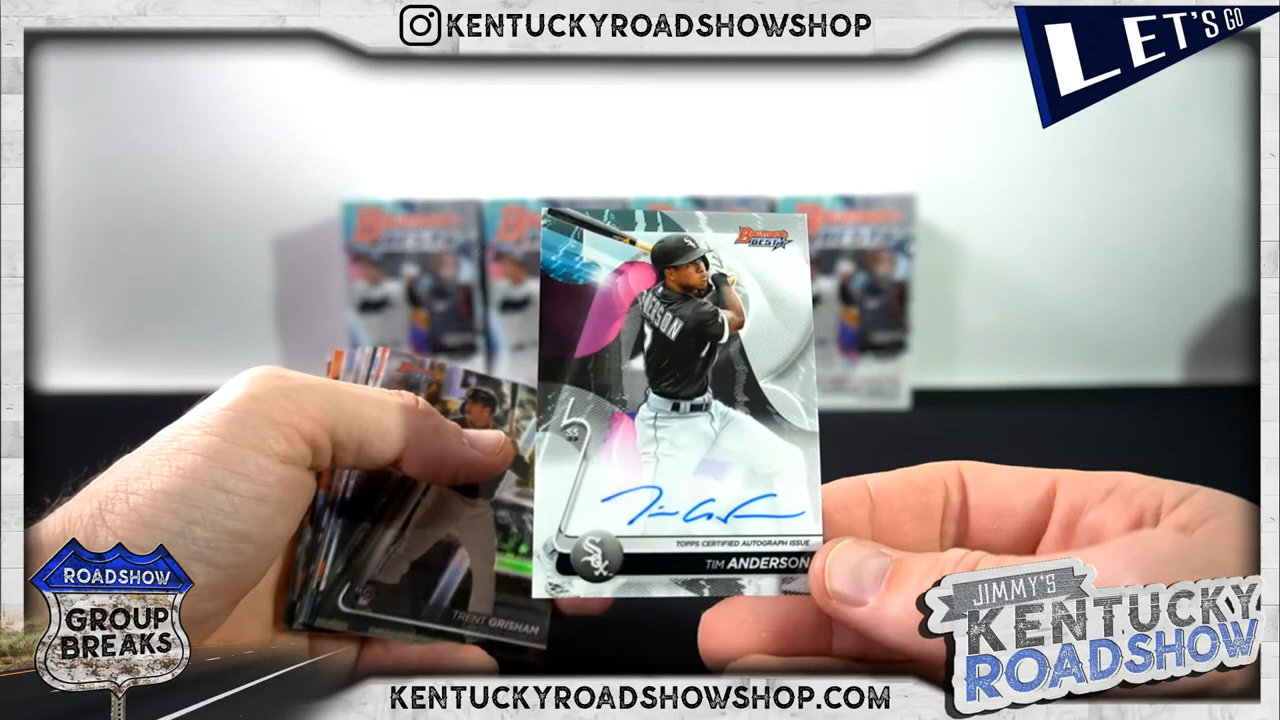 KENTUCKYROADSHOWSHOP
LET'S GO
BOWMAN'S
BEST
ANDERSON
TOPPS CERTIFIED AUTOGRAPH ISSUE
TIM ANDERSON
SOX
TRENT GRISHAM
ROADSHOW
GROUP
BREAKS
JIMMY'S
KENTUCKY
ROADSHOW
KENTUCKYROADSHOWSHOP.COM